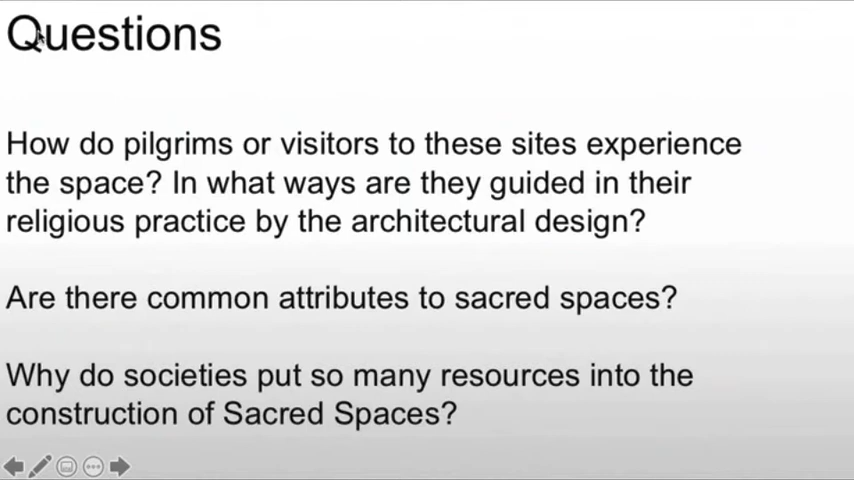 Questions
How do pilgrims or visitors to these sites experience
the space? In what ways are they guided in their
religious practice by the architectural design?
Are there common attributes to sacred spaces?
Why do societies put so many resources into the
construction of Sacred Spaces?